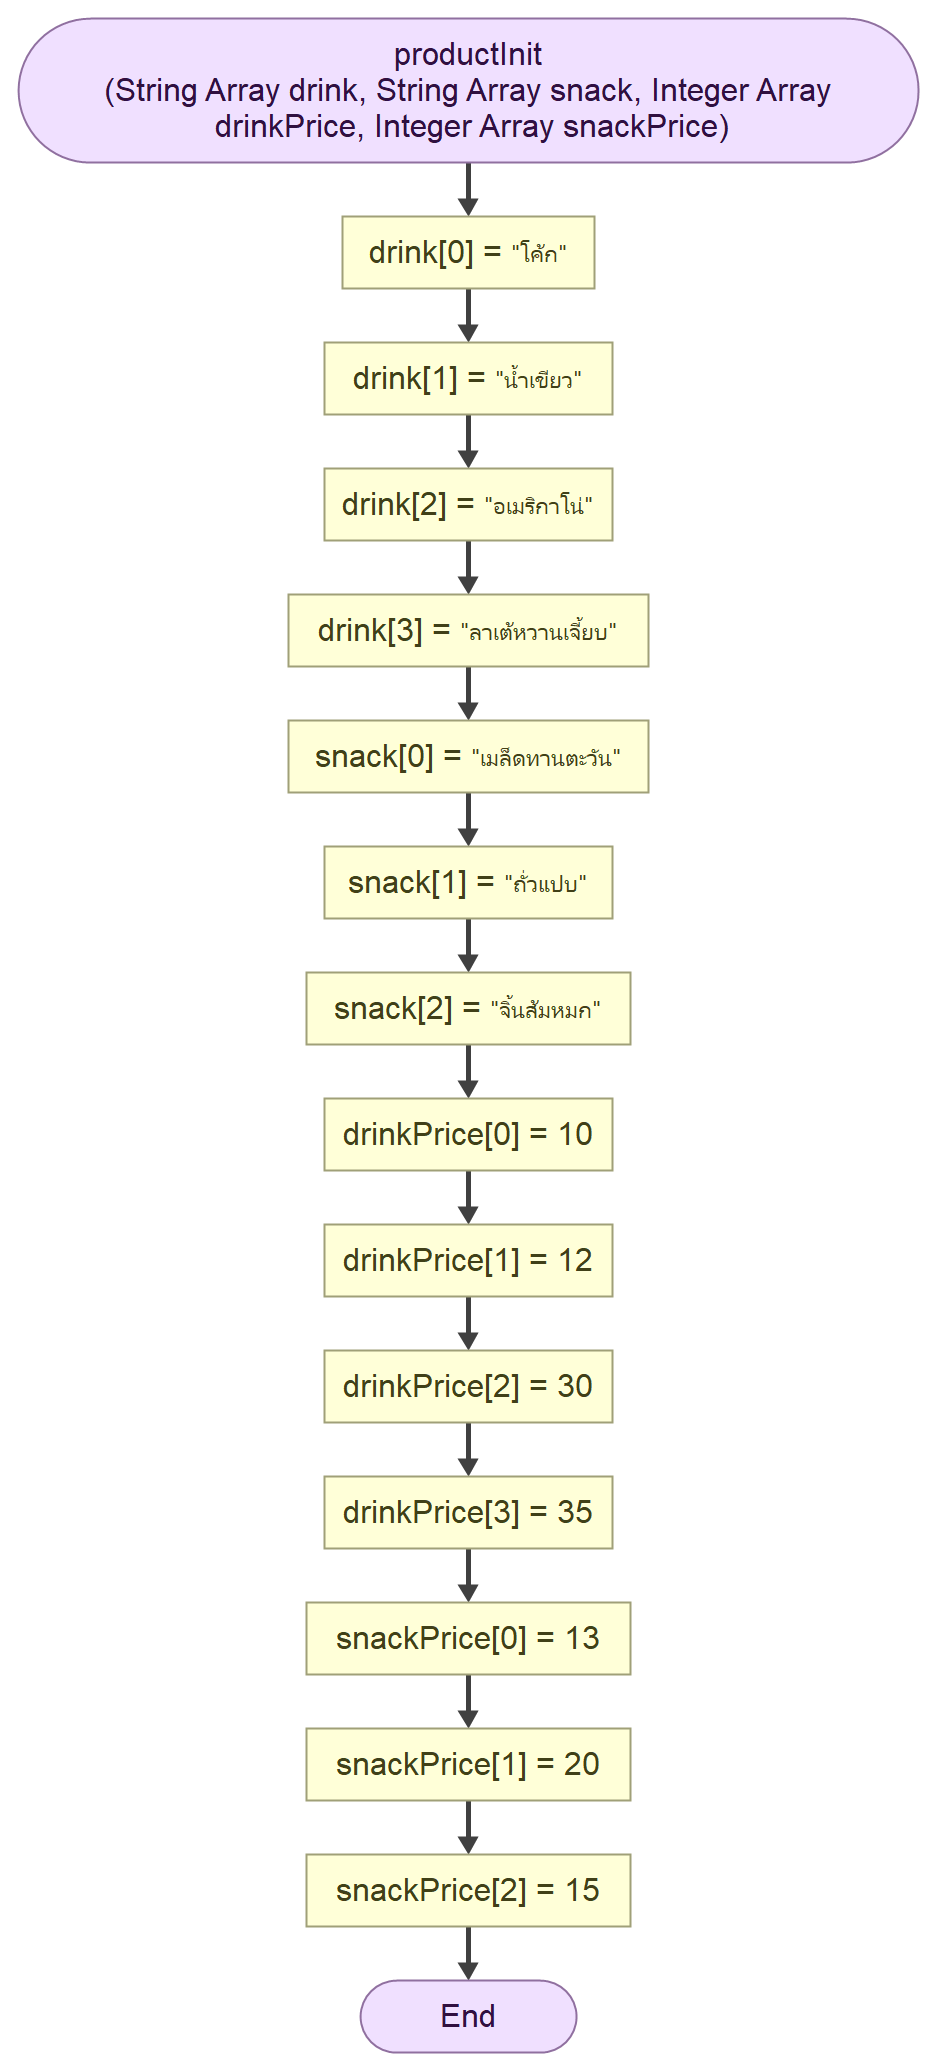 productInit
(String Array drink, String Array snack, Integer Array
drinkPrice, Integer Array snackPrice)
drink[0] = "โค้ก"
drink[1] = "น้ำเขียว"
drink[2] = "อเมริกาโน่"
drink[3] = "ลาเต้หวานเจี๊ยบ"
snack[0] = "เมล็ดทานตะวัน"
snack[1] = "ถั่วแปบ"
snack[2] = "จิ้นส้มหมก"
drinkPrice[0] = 10
drinkPrice[1] = 12
drinkPrice[2] = 30
drinkPrice[3] = 35
snackPrice[0] = 13
snackPrice[1] = 20
snackPrice[2] = 15
End